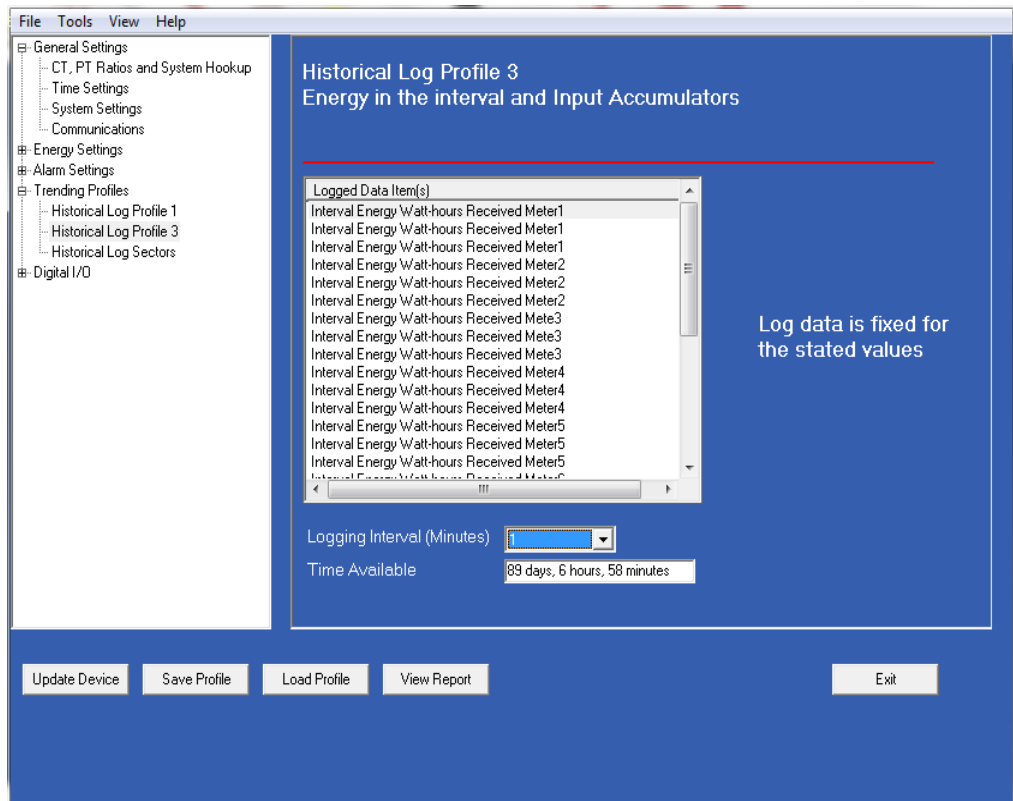 File Tools View Help
General Settings
CT, PT Ratios and System Hookup
Time Settings
System Settings
Communications
Energy Settings
Alarm Settings
Trending Profiles
Historical Log Profile 1
Historical Log Profile 3
Historical Log Sectors
Digital I/O
Historical Log Profile 3
Energy in the interval and Input Accumulators
Logged Data Item(s)
Interval Energy Watt-hours Received Meter1
Interval Energy Watt-hours Received Meter1
Interval Energy Watt-hours Received Meter1
Interval Energy Watt-hours Received Meter2
Interval Energy Watt-hours Received Meter2
Interval Energy Watt-hours Received Meter2
Interval Energy Watt-hours Received Mete3
Interval Energy Watt-hours Received Mete3
Interval Energy Watt-hours Received Mete3
Interval Energy Watt-hours Received Meter4
Interval Energy Watt-hours Received Meter4
Interval Energy Watt-hours Received Meter4
Interval Energy Watt-hours Received Meter5
Interval Energy Watt-hours Received Meter5
Interval Energy Watt-hours Received Meter5
Log data is fixed for
the stated values
Logging Interval (Minutes) 1
Time Available 89 days, 6 hours, 58 minutes
Update Device Save Profile Load Profile View Report Exit